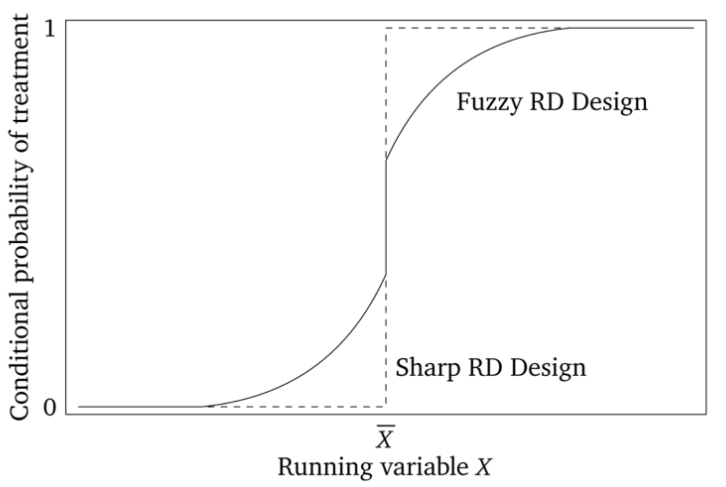 Conditional probability of treatment
1
Fuzzy RD Design
Sharp RD Design
0
X̅
Running variable X